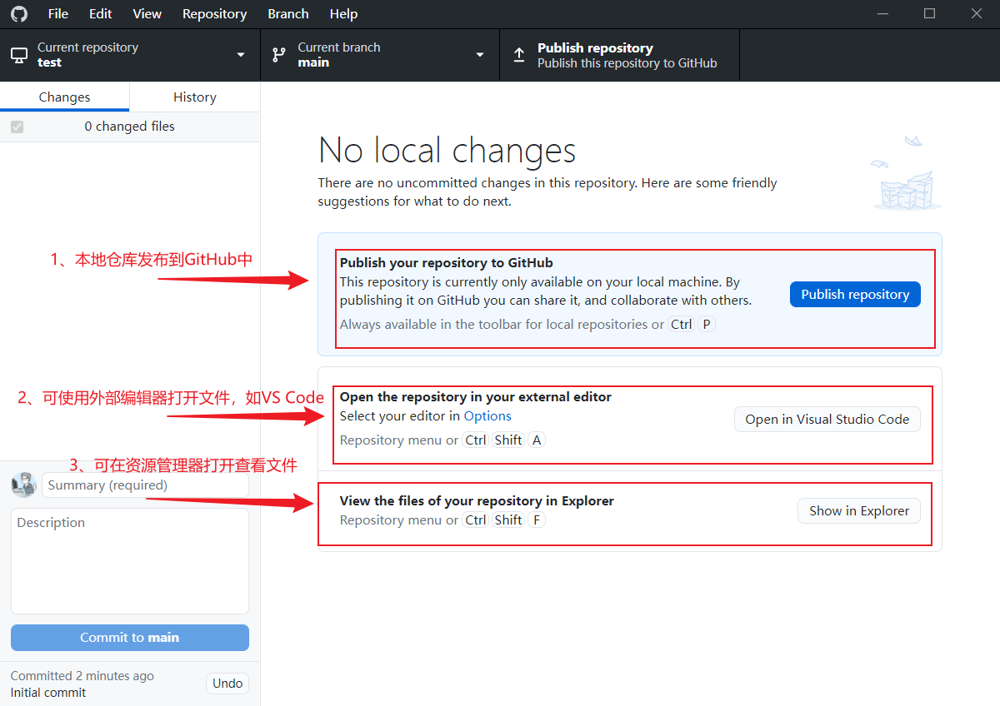 File Edit View Repository Branch Help
Current repository
test
Current branch
main
Publish repository
Publish this repository to GitHub
Changes History
0 changed files
No local changes
There are no uncommitted changes in this repository. Here are some friendly
suggestions for what to do next.
1、本地仓库发布到GitHub中
Publish your repository to GitHub
This repository is currently only available on your local machine. By
publishing it on GitHub you can share it, and collaborate with others.
Always available in the toolbar for local repositories or Ctrl P
Publish repository
2、可使用外部编辑器打开文件，如VS Code
Open the repository in your external editor
Select your editor in Options
Repository menu or Ctrl Shift A
Open in Visual Studio Code
3、可在资源管理器打开查看文件
View the files of your repository in Explorer
Repository menu or Ctrl Shift F
Show in Explorer
Summary (required)
Description
Commit to main
Committed 2 minutes ago
Initial commit
Undo